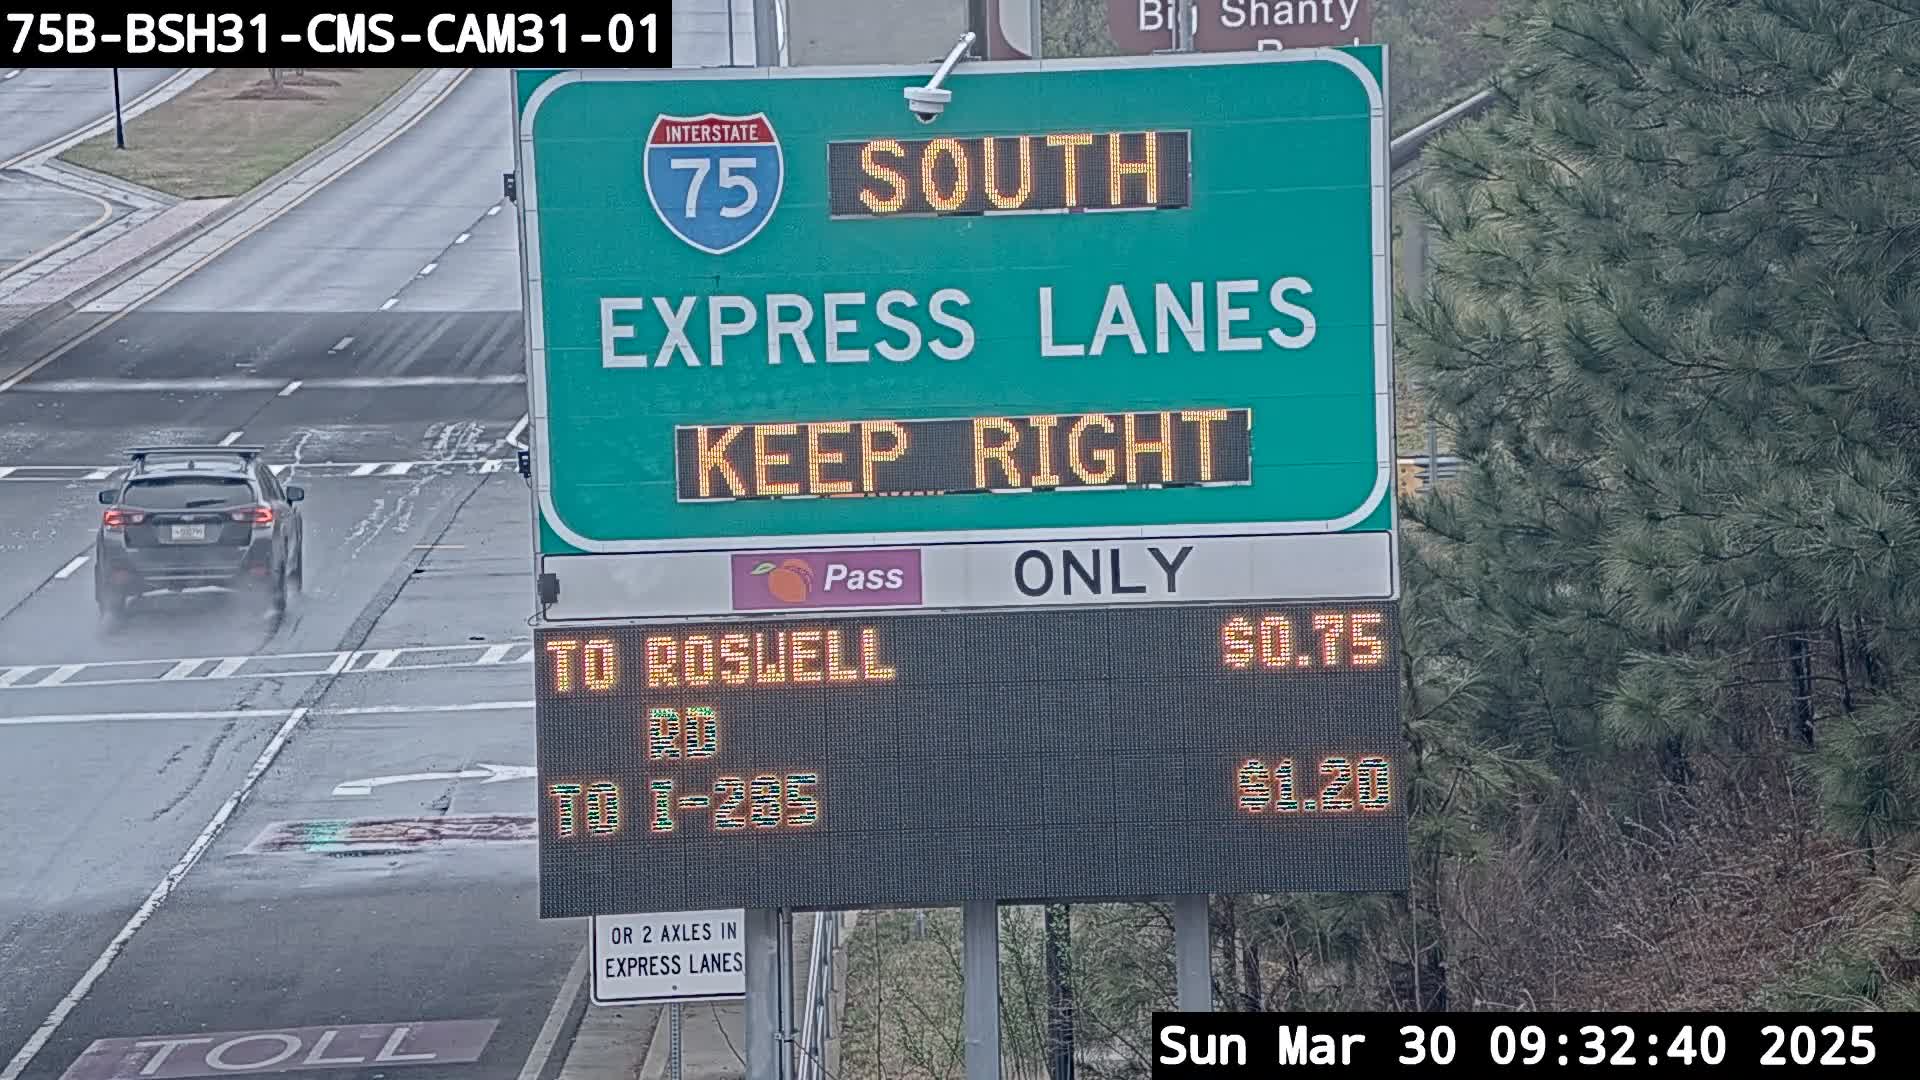 75B-BSH31-CMS-CAM31-01
Big Shanty
INTERSTATE
75
SOUTH
EXPRESS LANES
KEEP RIGHT
Pass ONLY
TO ROSWELL $0.75
RD
TO I-285 $1.20
OR 2 AXLES IN
EXPRESS LANES
TOLL
Sun Mar 30 09:32:40 2025